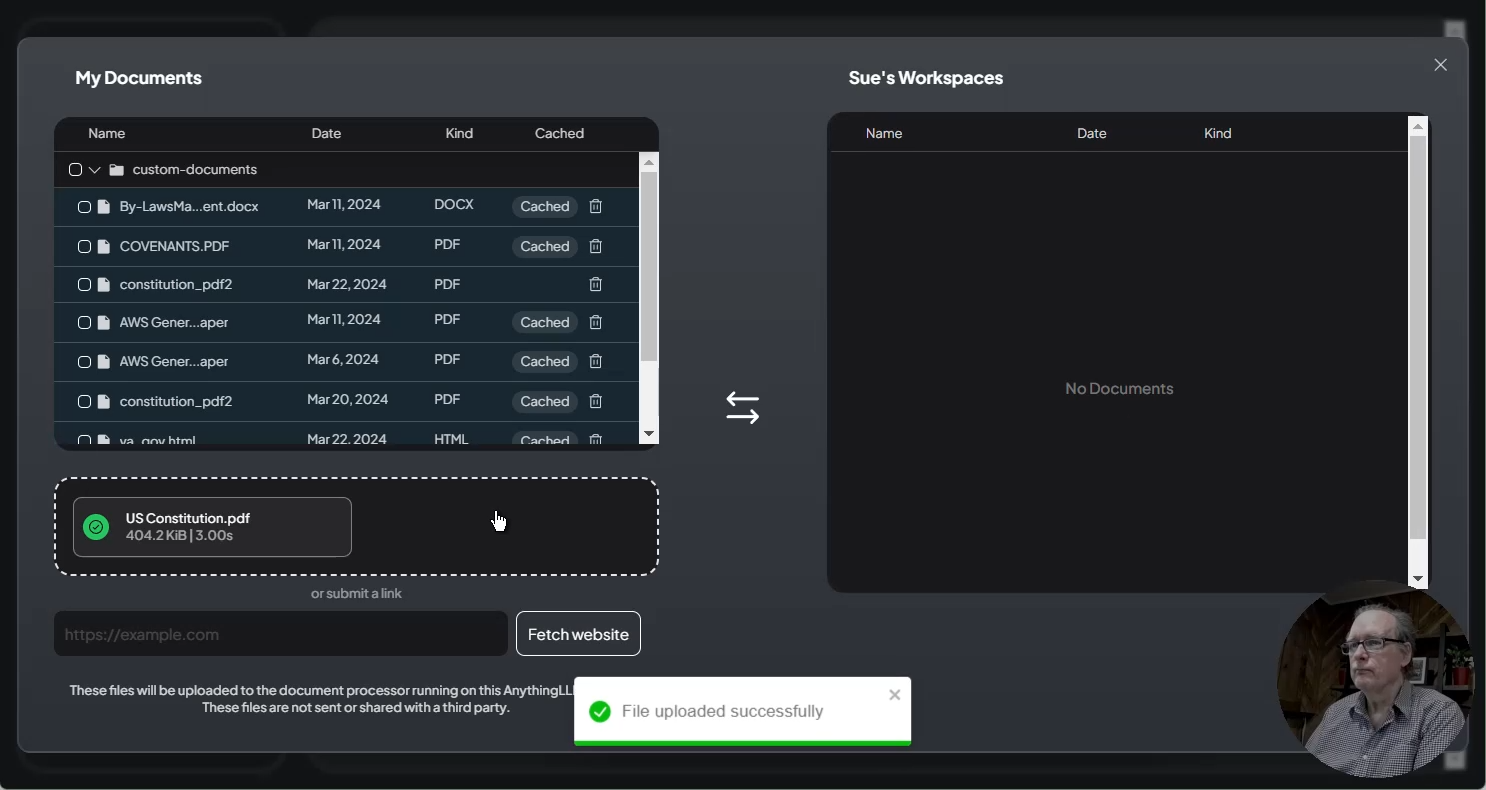 My Documents
Sue's Workspaces
Name Date Kind Cached
custom-documents
By-LawsMa...ent.docx Mar 11, 2024 DOCX Cached
COVENANTS.PDF Mar 11, 2024 PDF Cached
constitution_pdf2 Mar 22, 2024 PDF
AWS Gener...aper Mar 11, 2024 PDF Cached
AWS Gener...aper Mar 6, 2024 PDF Cached
constitution_pdf2 Mar 20, 2024 PDF Cached
va_gov.html Mar 22, 2024 HTML Cached
Name Date Kind
No Documents
US Constitution.pdf
404.2 KiB | 3.00s
or submit a link
https://example.com
Fetch website
These files will be uploaded to the document processor running on this AnythingLL
These files are not sent or shared with a third party.
File uploaded successfully